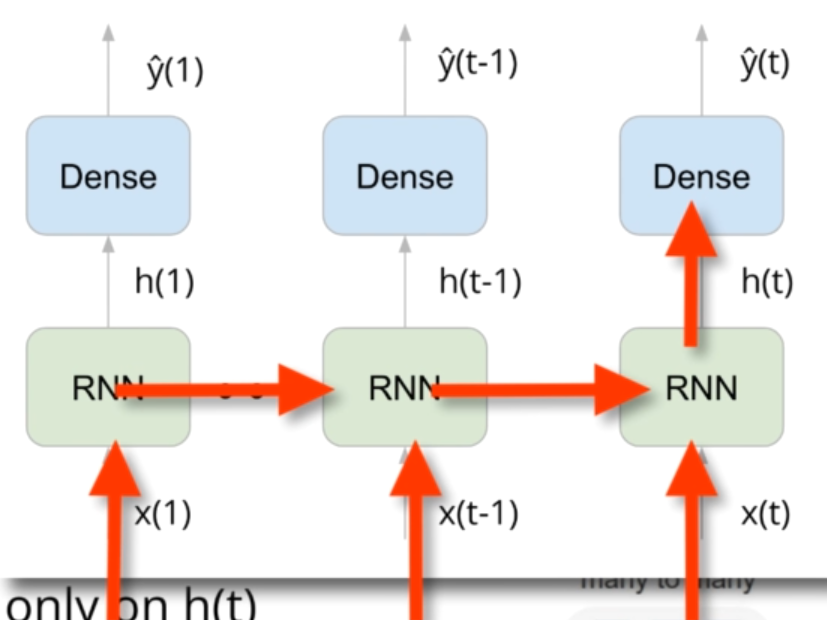 ŷ(1) ŷ(t-1) ŷ(t)
Dense Dense Dense
h(1) h(t-1) h(t)
RNN RNN RNN
x(1) x(t-1) x(t)
many to many
only on h(t)